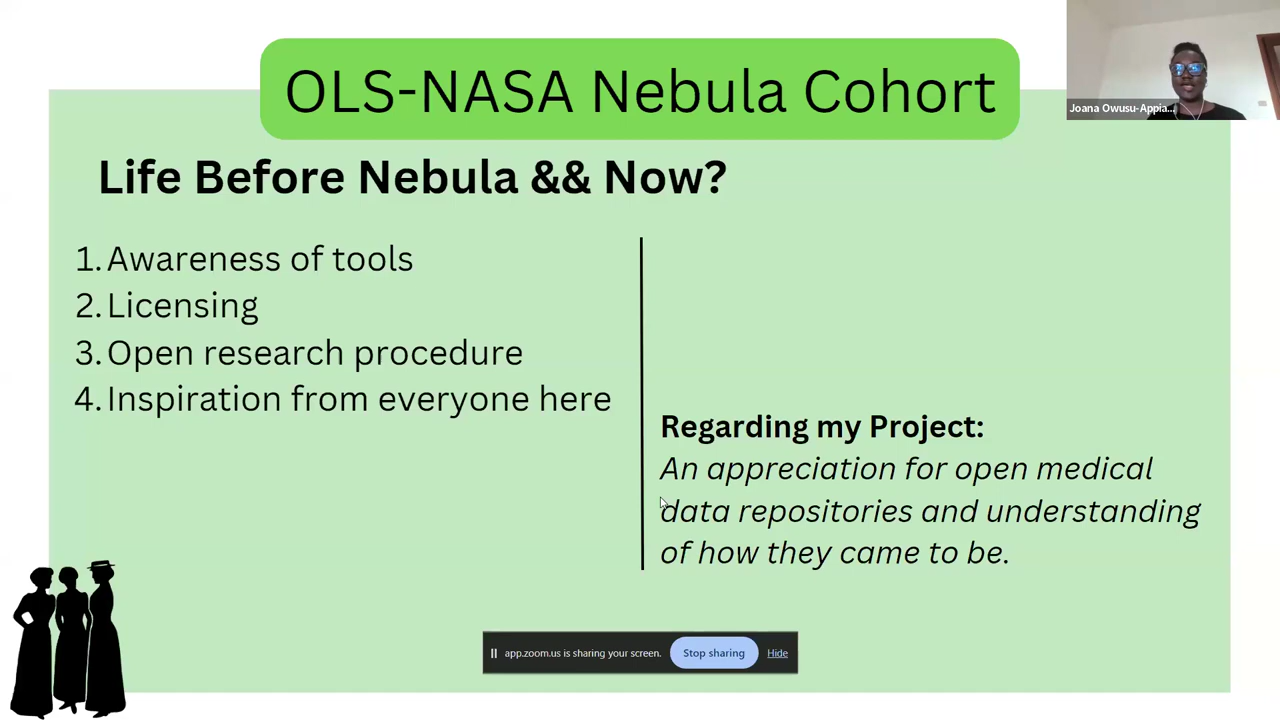 OLS-NASA Nebula Cohort
Joana Owusu-Appia...
Life Before Nebula && Now?
1. Awareness of tools
2. Licensing
3. Open research procedure
4. Inspiration from everyone here
Regarding my Project:
An appreciation for open medical
data repositories and understanding
of how they came to be.
app.zoom.us is sharing your screen. Stop sharing Hide